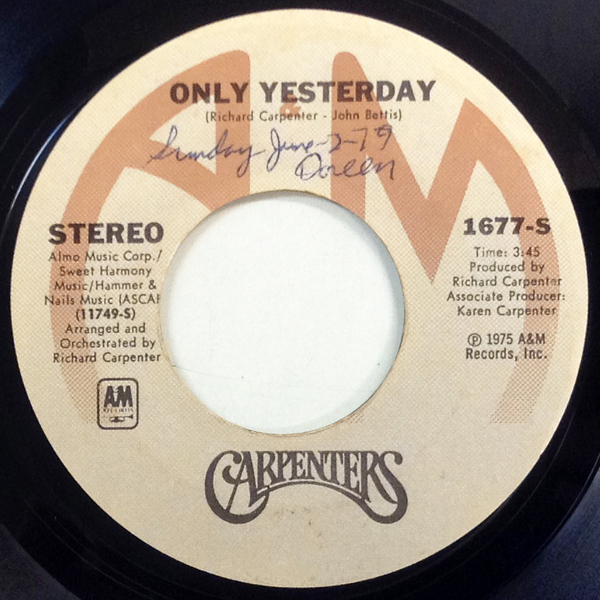 ONLY YESTERDAY
(Richard Carpenter - John Bettis)
Sunday June-2-79
Doreen
STEREO
Almo Music Corp./
Sweet Harmony
Music/Hammer &
Nails Music (ASCAP
(11749-S)
Arranged and
Orchestrated by
Richard Carpenter
1677-S
Time: 3:45
Produced by
Richard Carpenter
Associate Producer:
Karen Carpenter
℗ 1975 A&M
Records, Inc.
AM
RECORDS
CARPENTERS